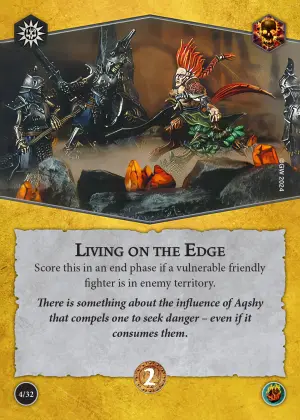 ©GW 2024
LIVING ON THE EDGE
Score this in an end phase if a vulnerable friendly
fighter is in enemy territory.
There is something about the influence of Aqshy
that compels one to seek danger – even if it
consumes them.
4/32
2